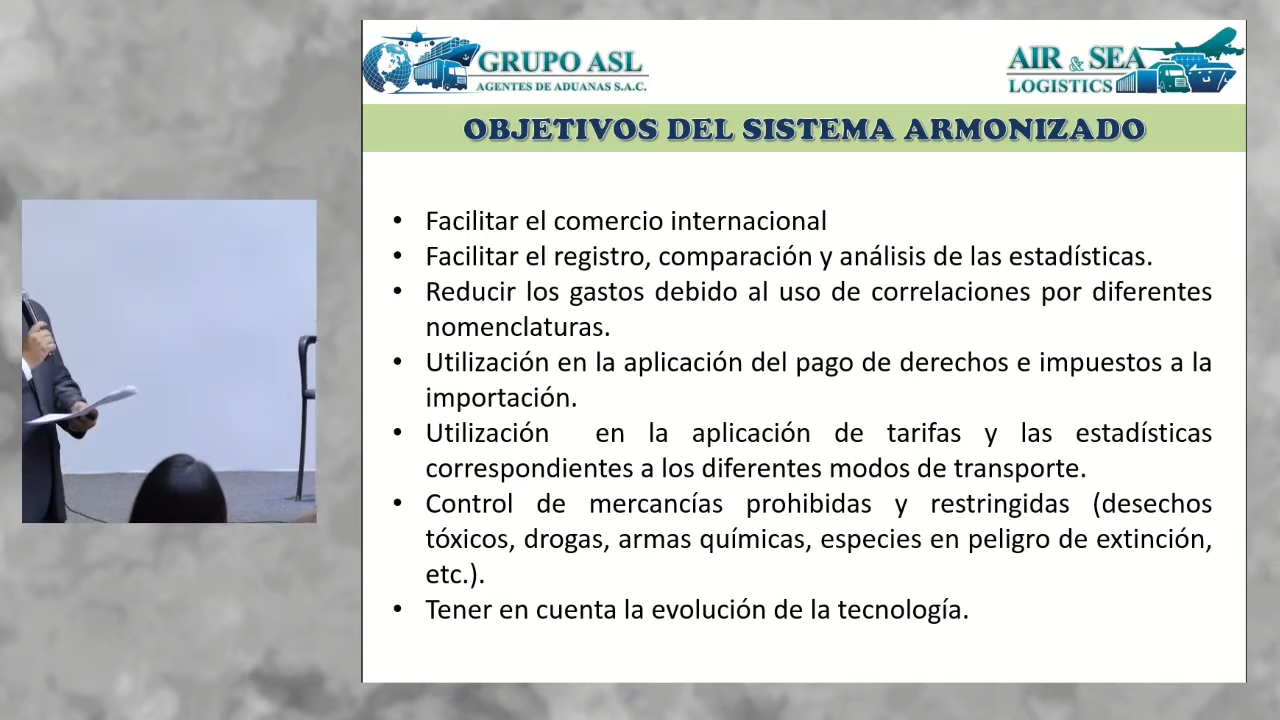 GRUPO ASL
AGENTES DE ADUANAS S.A.C.
AIR & SEA
LOGISTICS
OBJETIVOS DEL SISTEMA ARMONIZADO
• Facilitar el comercio internacional
• Facilitar el registro, comparación y análisis de las estadísticas.
• Reducir los gastos debido al uso de correlaciones por diferentes
nomenclaturas.
• Utilización en la aplicación del pago de derechos e impuestos a la
importación.
• Utilización en la aplicación de tarifas y las estadísticas
correspondientes a los diferentes modos de transporte.
• Control de mercancías prohibidas y restringidas (desechos
tóxicos, drogas, armas químicas, especies en peligro de extinción,
etc.).
• Tener en cuenta la evolución de la tecnología.